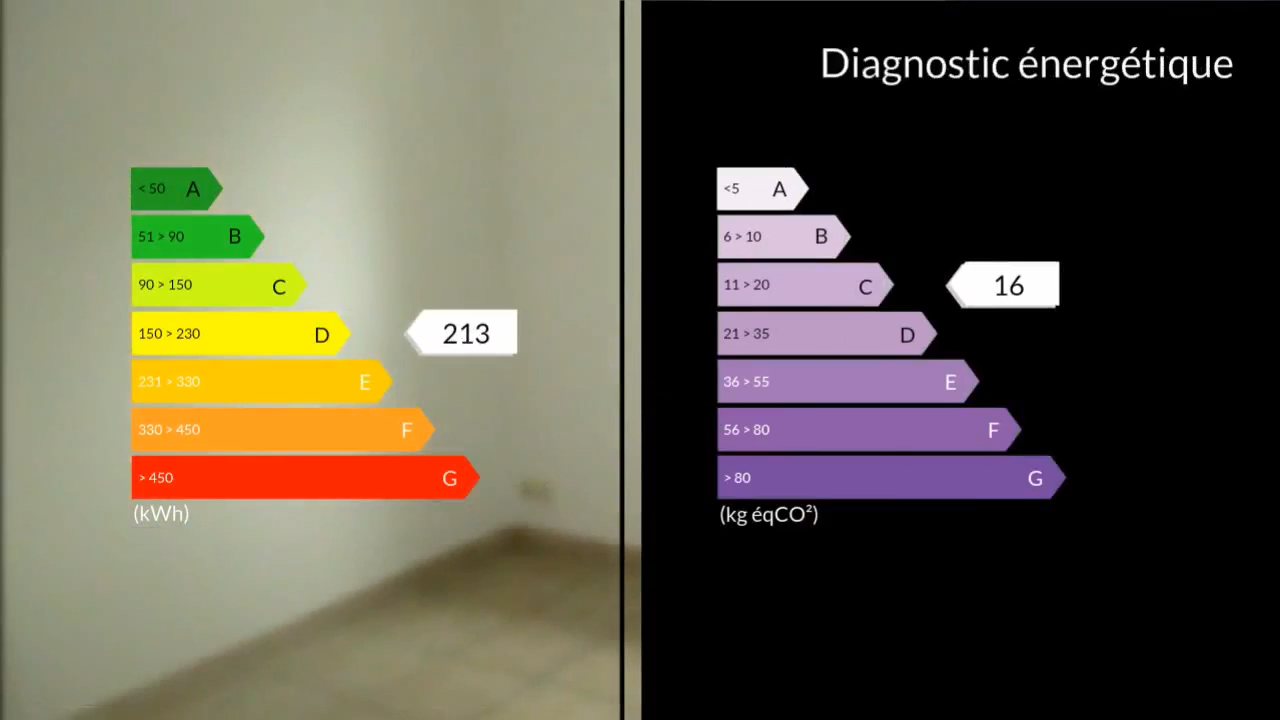 Diagnostic énergétique
< 50 A
51 > 90 B
90 > 150 C
150 > 230 D
213
231 > 330 E
330 > 450 F
> 450 G
(kWh)
<5 A
6 > 10 B
11 > 20 C
16
21 > 35 D
36 > 55 E
56 > 80 F
> 80 G
(kg éqCO²)